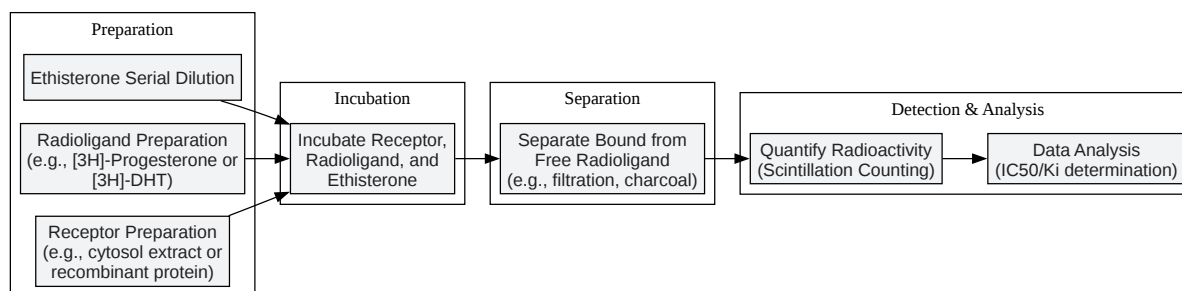 Preparation
Ethisterone Serial Dilution
Radioligand Preparation
(e.g., [3H]-Progesterone or
[3H]-DHT)
Receptor Preparation
(e.g., cytosol extract or
recombinant protein)
Incubation
Incubate Receptor,
Radioligand, and
Ethisterone
Separation
Separate Bound from
Free Radioligand
(e.g., filtration, charcoal)
Detection & Analysis
Quantify Radioactivity
(Scintillation Counting)
Data Analysis
(IC50/Ki determination)